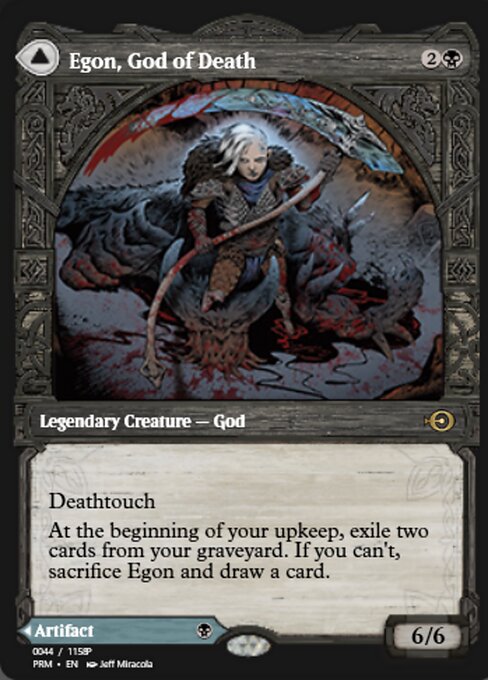 Egon, God of Death
2
Legendary Creature — God
Deathtouch
At the beginning of your upkeep, exile two
cards from your graveyard. If you can't,
sacrifice Egon and draw a card.
Artifact
6/6
0044 / 1158P
PRM • EN Jeff Miracola